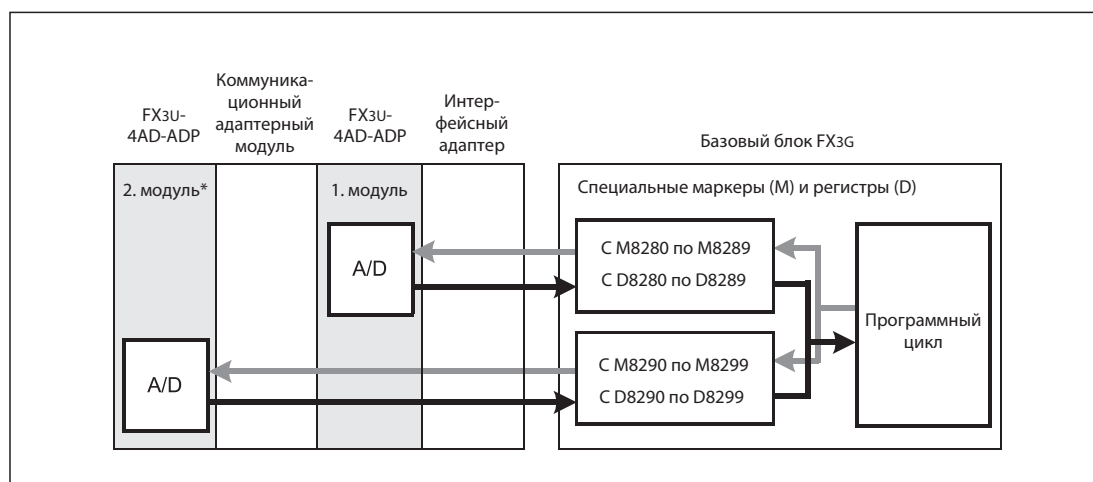 FX3U-
4AD-ADP
Коммуника-
ционный
адаптерный
модуль
FX3U-
4AD-ADP
Интер-
фейсный
адаптер
Базовый блок FX3G
2. модуль*
1. модуль
Специальные маркеры (M) и регистры (D)
A/D
С M8280 по M8289
С D8280 по D8289
Программный
цикл
A/D
С M8290 по M8299
С D8290 по D8299